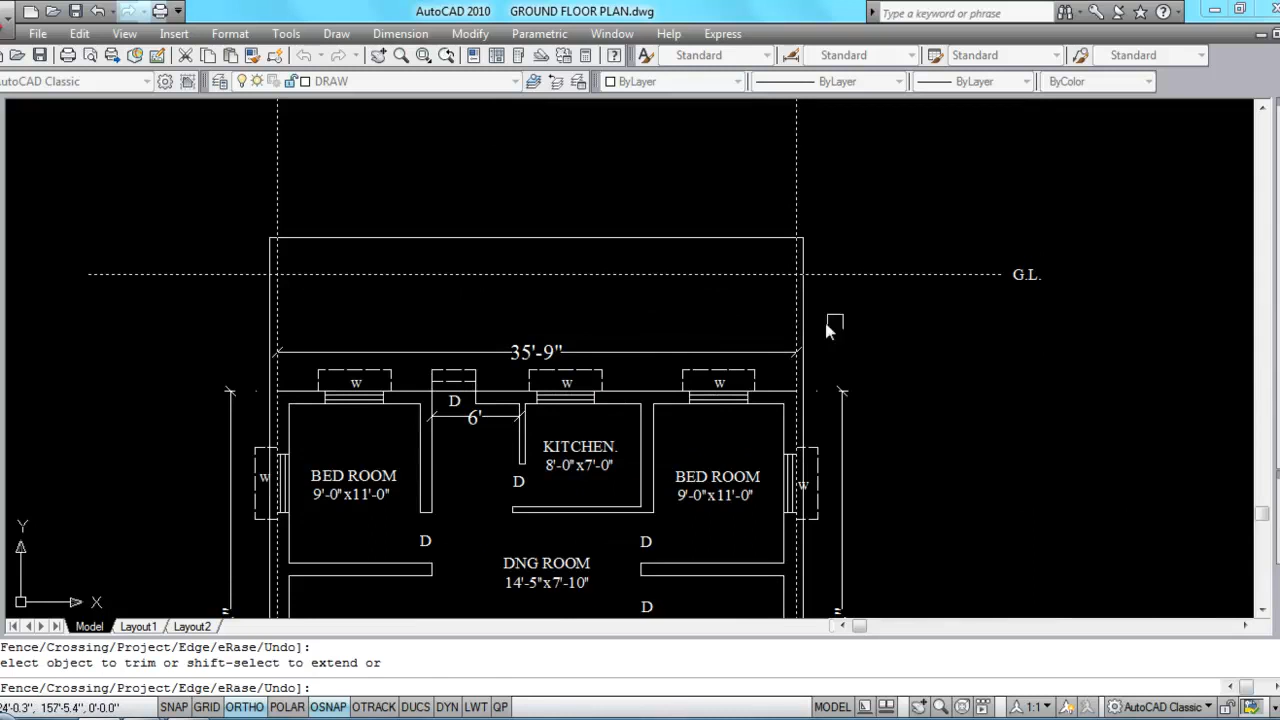 AutoCAD 2010 GROUND FLOOR PLAN.dwg
Type a keyword or phrase
File Edit View Insert Format Tools Draw Dimension Modify Parametric Window Help Express
Standard Standard Standard Standard
AutoCAD Classic DRAW ByLayer ByLayer ByLayer ByColor
G.L.
35'-9"
W W W
D
6'
KITCHEN.
8'-0"x7'-0"
BED ROOM
9'-0"x11'-0"
BED ROOM
9'-0"x11'-0"
W D W
D D
DNG ROOM
14'-5"x7'-10"
D
Y
X
Model Layout1 Layout2
Fence/Crossing/Project/Edge/eRase/Undo]:
elect object to trim or shift-select to extend or
Fence/Crossing/Project/Edge/eRase/Undo]:
24'-0.3", 157'-5.4", 0'-0.0" SNAP GRID ORTHO POLAR OSNAP OTRACK DUCS DYN LWT QP MODEL 1:1 AutoCAD Classic